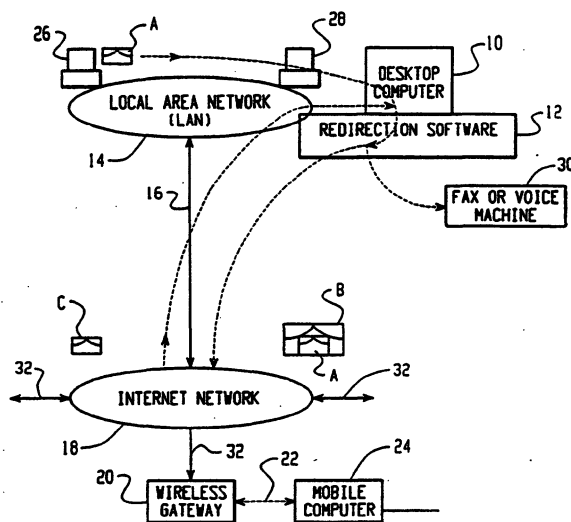 26
A
28
10
DESKTOP
COMPUTER
LOCAL AREA NETWORK
(LAN)
REDIRECTION SOFTWARE
12
14
16
30
FAX OR VOICE
MACHINE
C
B
A
32
INTERNET NETWORK
32
18
32
20
WIRELESS
GATEWAY
22
24
MOBILE
COMPUTER